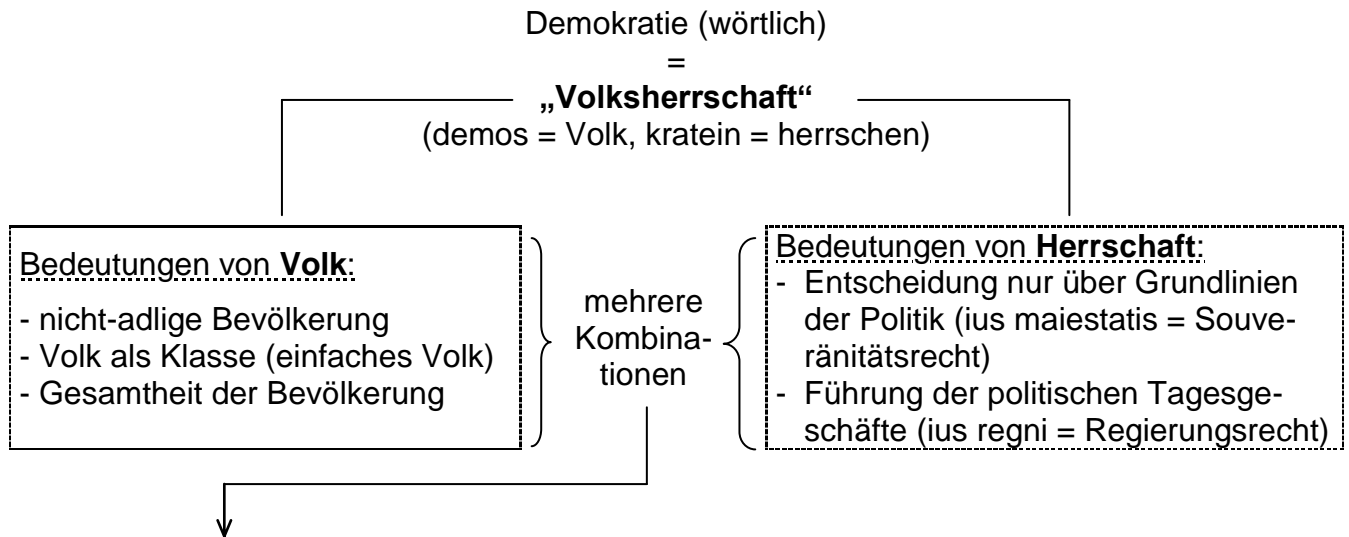 Demokratie (wörtlich)
=
„Volksherrschaft“
(demos = Volk, kratein = herrschen)
Bedeutungen von Volk:
- nicht-adlige Bevölkerung
- Volk als Klasse (einfaches Volk)
- Gesamtheit der Bevölkerung
mehrere
Kombina-
tionen
Bedeutungen von Herrschaft:
- Entscheidung nur über Grundlinien
der Politik (ius maiestatis = Souve-
ränitätsrecht)
- Führung der politischen Tagesge-
schäfte (ius regni = Regierungsrecht)